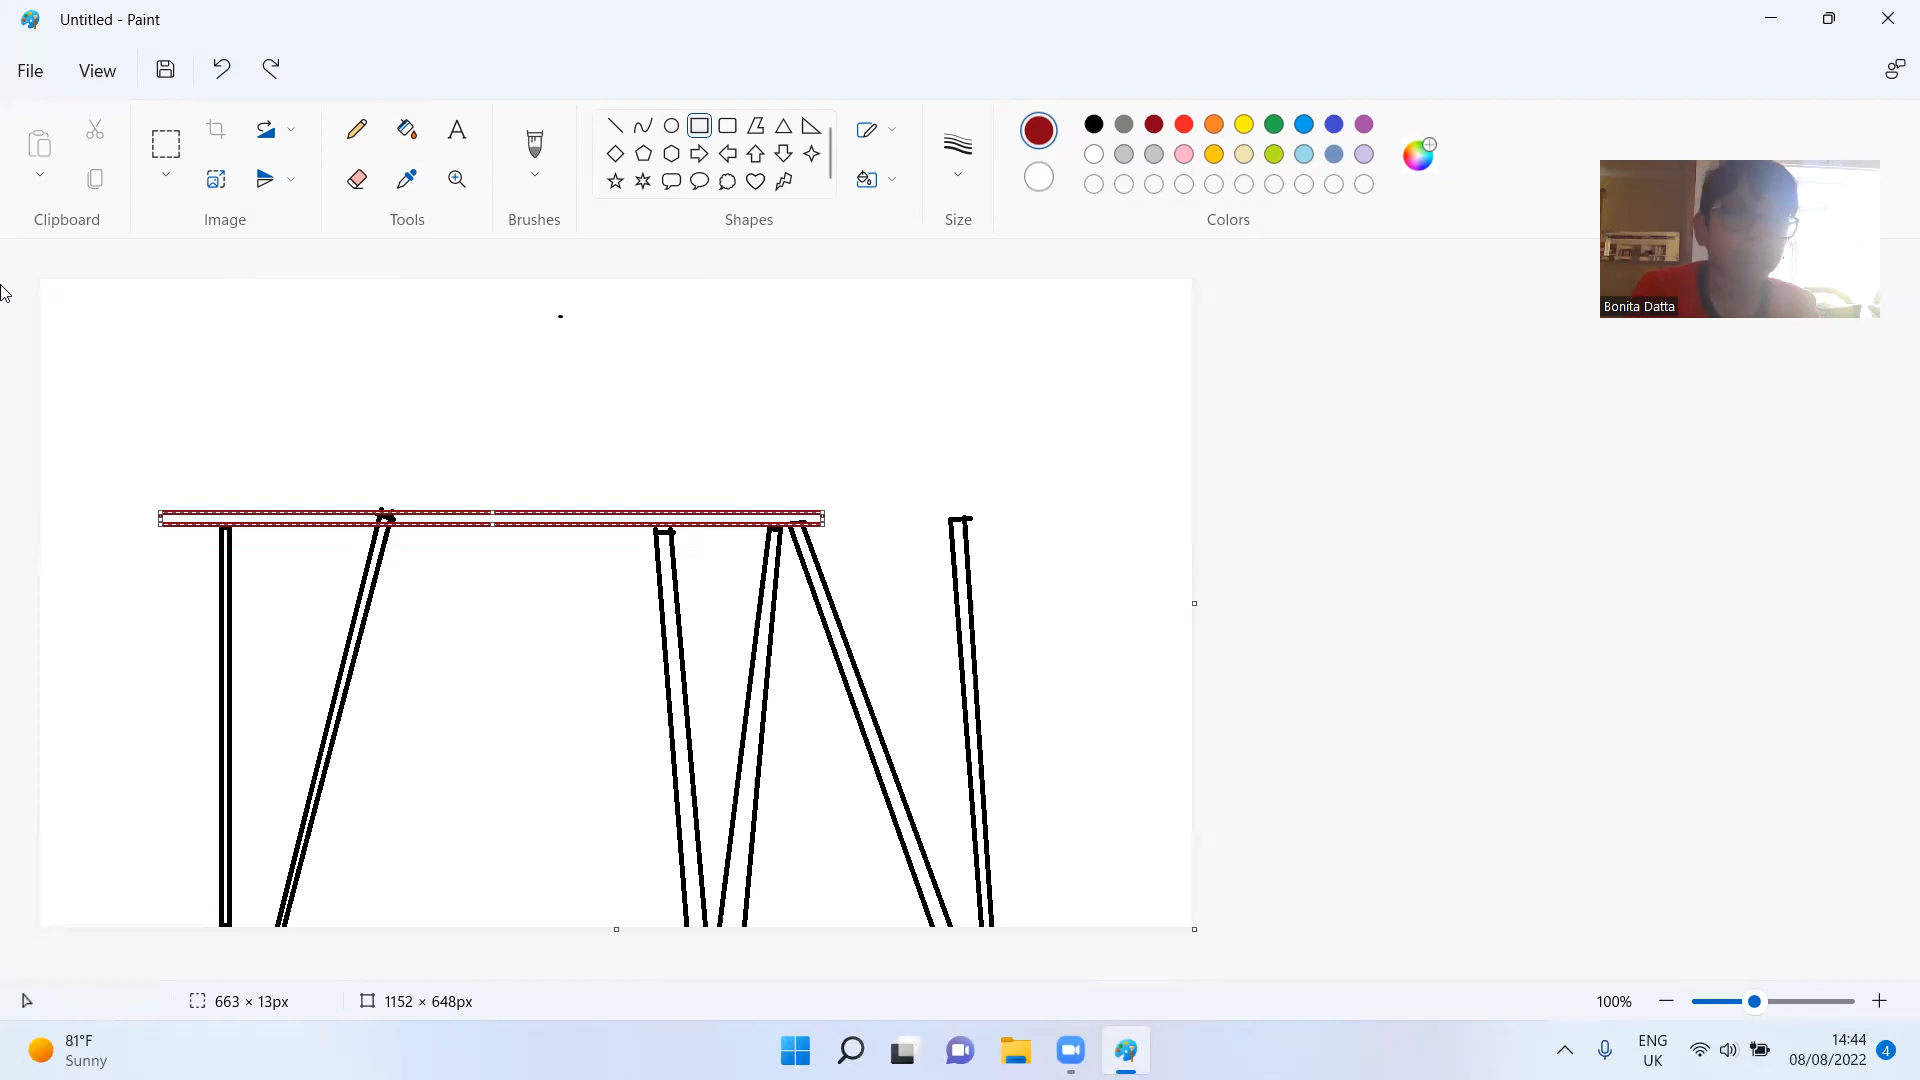 Untitled - Paint
File View
Clipboard Image Tools Brushes Shapes Size Colors
Bonita Datta
663 × 13px 1152 × 648px 100%
81°F
Sunny
ENG
UK
14:44
08/08/2022
4